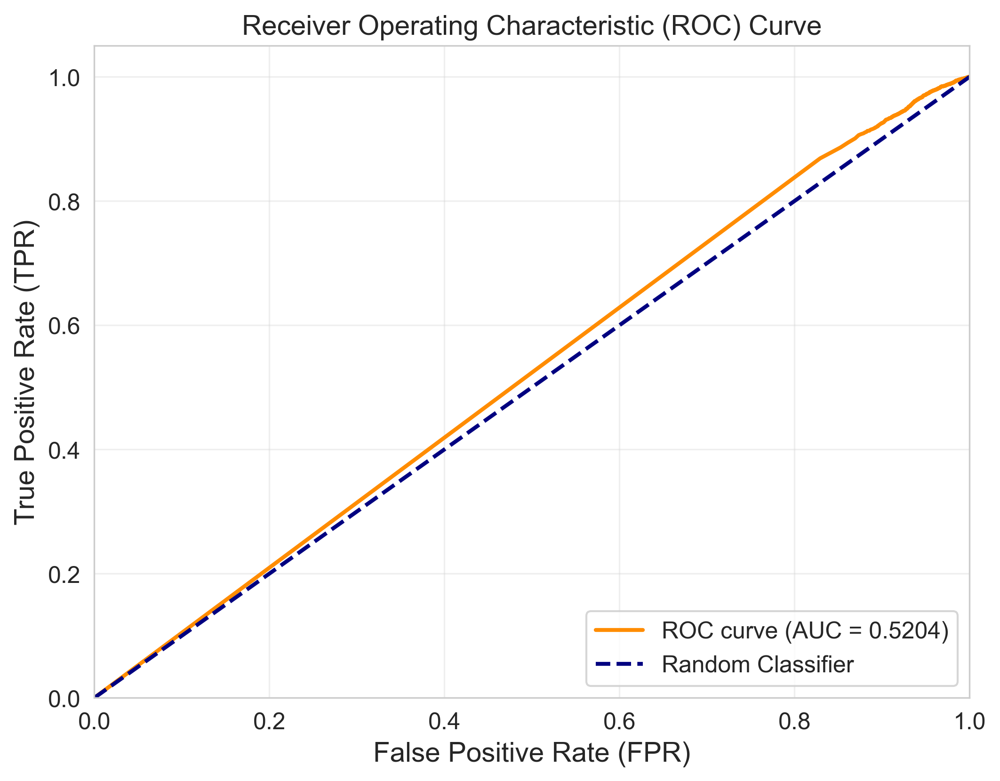 Receiver Operating Characteristic (ROC) Curve
True Positive Rate (TPR)
1.0
0.8
0.6
0.4
0.2
0.0
0.0 0.2 0.4 0.6 0.8 1.0
False Positive Rate (FPR)
ROC curve (AUC = 0.5204)
Random Classifier